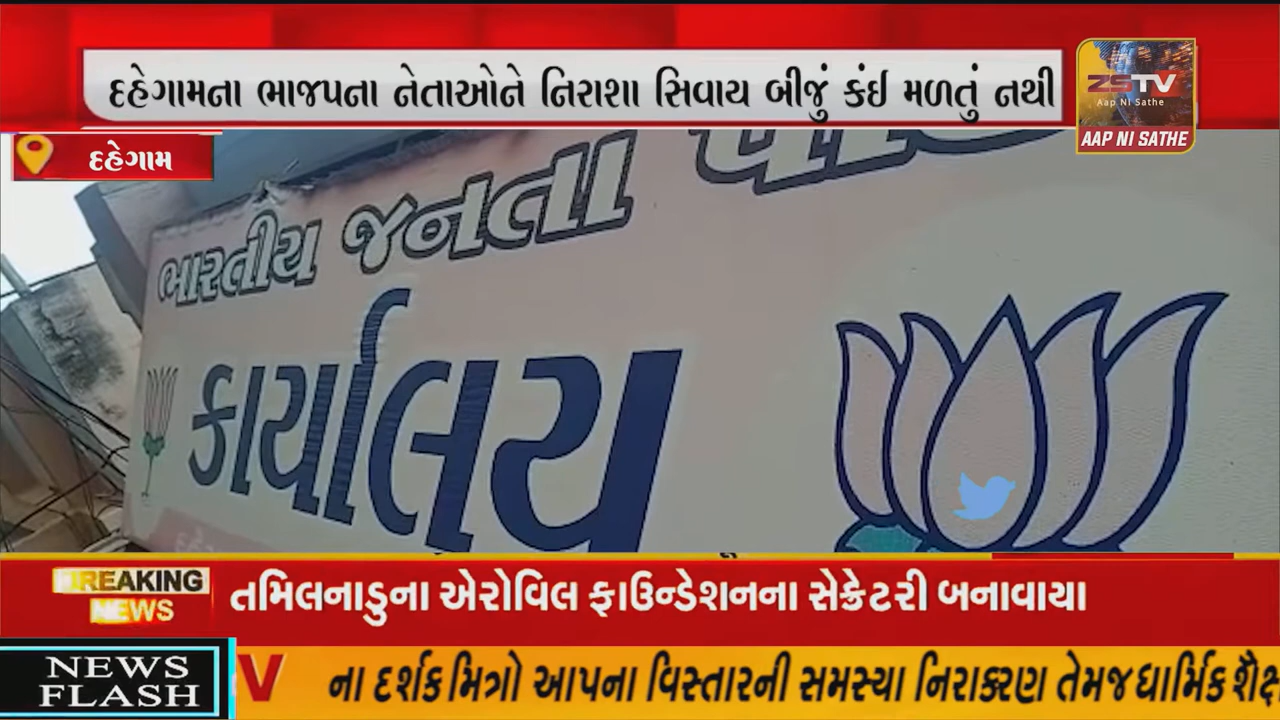 દહેગામના ભાજપના નેતાઓને નિરાશા સિવાય બીજું કંઈ મળતું નથી
ZSTV
Aap Ni Sathe
AAP NI SATHE
દહેગામ
ભારતીય જનતા
કાર્યાલય
BREAKING NEWS
તમિલનાડુના એરોવિલ ફાઉન્ડેશનના સેક્રેટરી બનાવાયા
NEWS FLASH
V ના દર્શક મિત્રો આપના વિસ્તારની સમસ્યા નિરાકરણ તેમજ ધાર્મિક શૈક્ષ